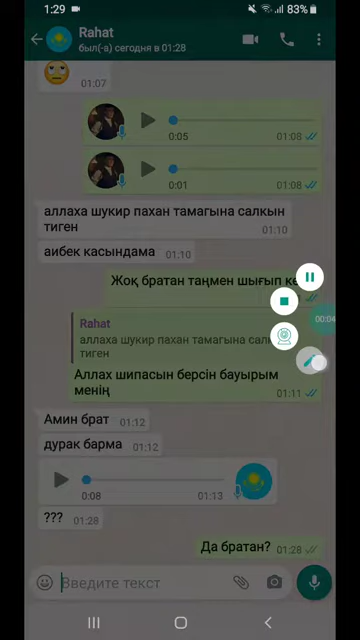 1:29
83%
Rahat
был(-а) сегодня в 01:28
01:07
0:05 01:08
0:01 01:08
аллаха шукир пахан тамагына салкын
тиген
01:10
аибек касындама 01:10
Жоқ братан таңмен шығып
Rahat
аллаха шукир пахан тамагына
тиген
Аллах шипасын берсін бауырым
менің 01:11
Амин брат 01:12
дурак барма 01:12
0:08 01:13
??? 01:28
Да братан? 01:28
Введите текст
00:04